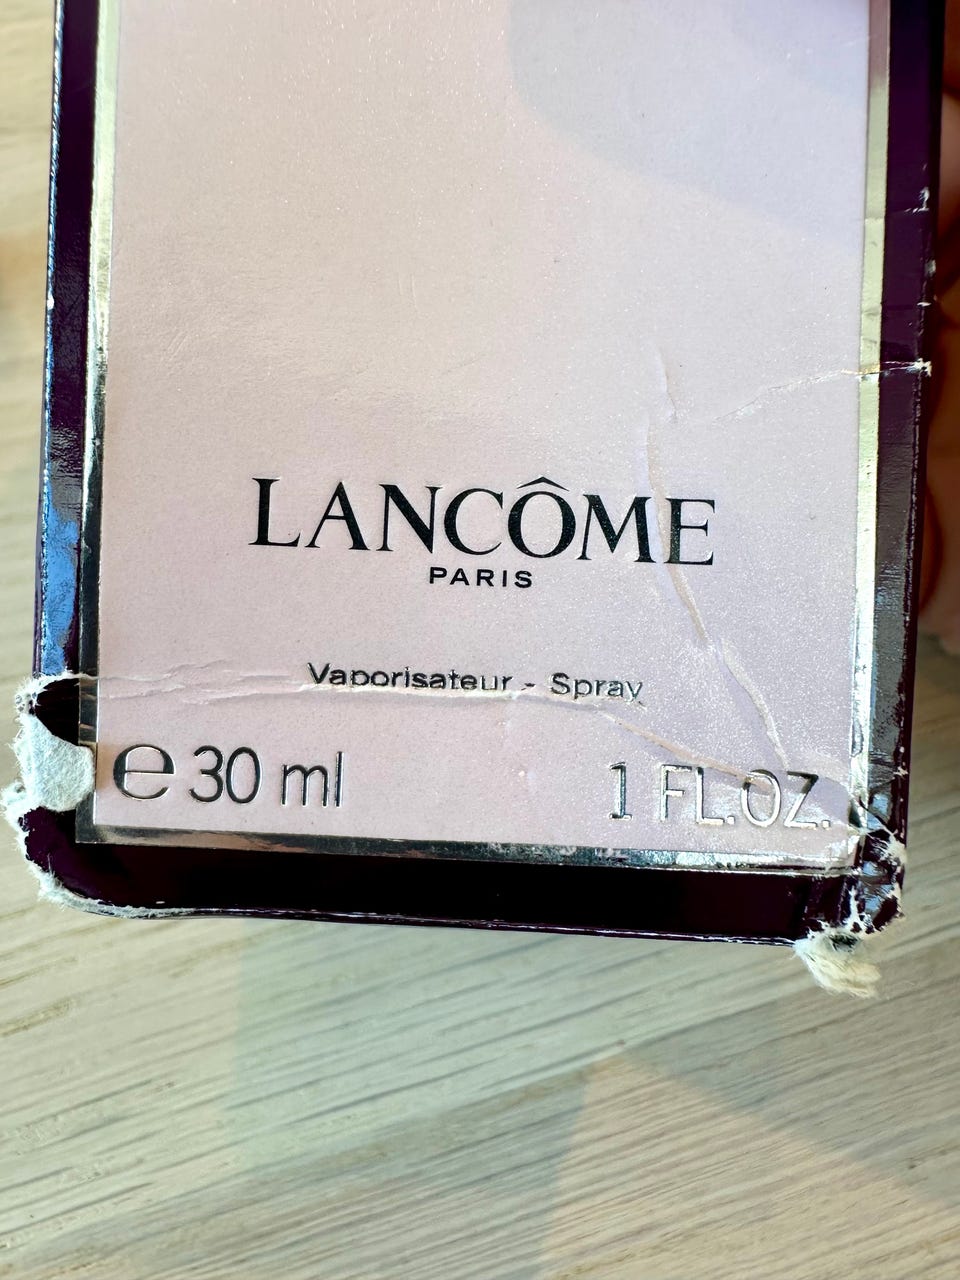 LANCÔME
PARIS
Vaporisateur - Spray
℮ 30 ml 1 FL.OZ.